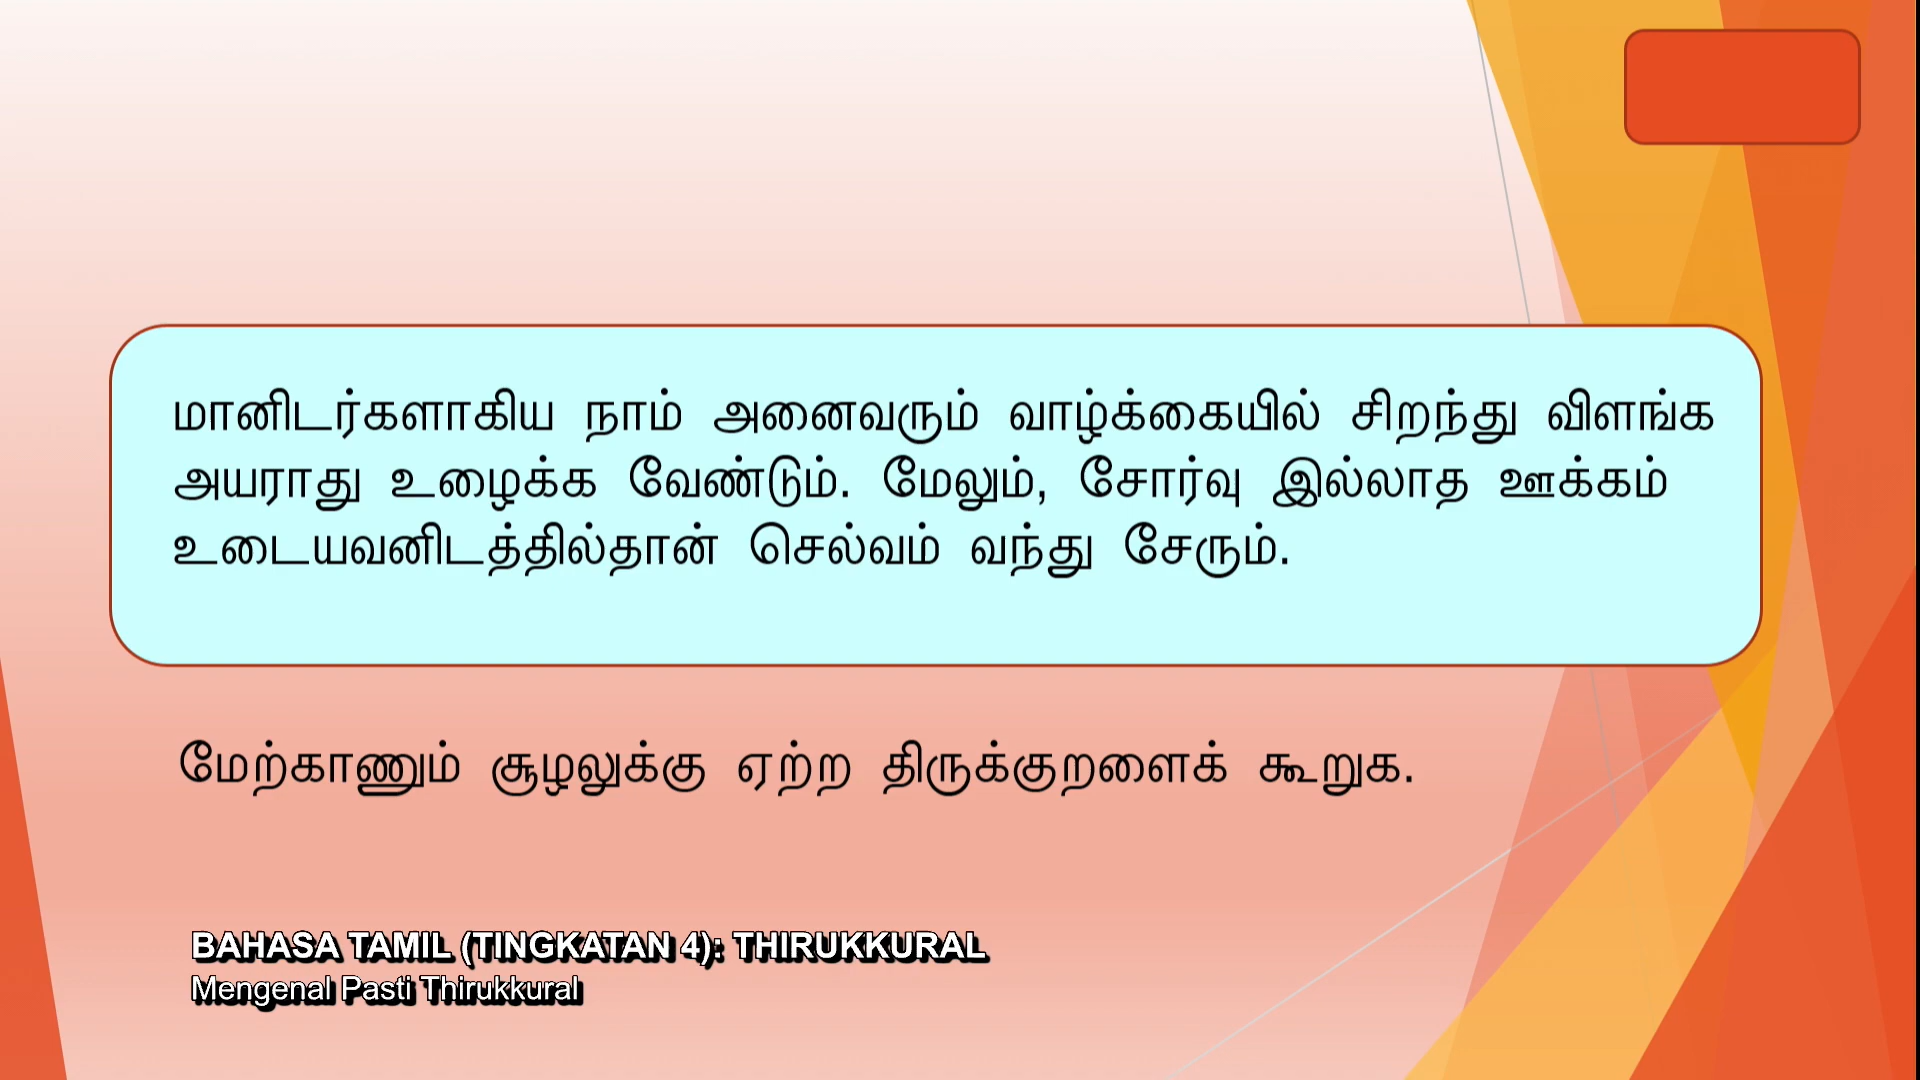 மானிடர்களாகிய நாம் அனைவரும் வாழ்க்கையில் சிறந்து விளங்க
அயராது உழைக்க வேண்டும். மேலும், சோர்வு இல்லாத ஊக்கம்
உடையவனிடத்தில்தான் செல்வம் வந்து சேரும்.
மேற்காணும் சூழலுக்கு ஏற்ற திருக்குறளைக் கூறுக.
BAHASA TAMIL (TINGKATAN 4): THIRUKKURAL
Mengenal Pasti Thirukkural